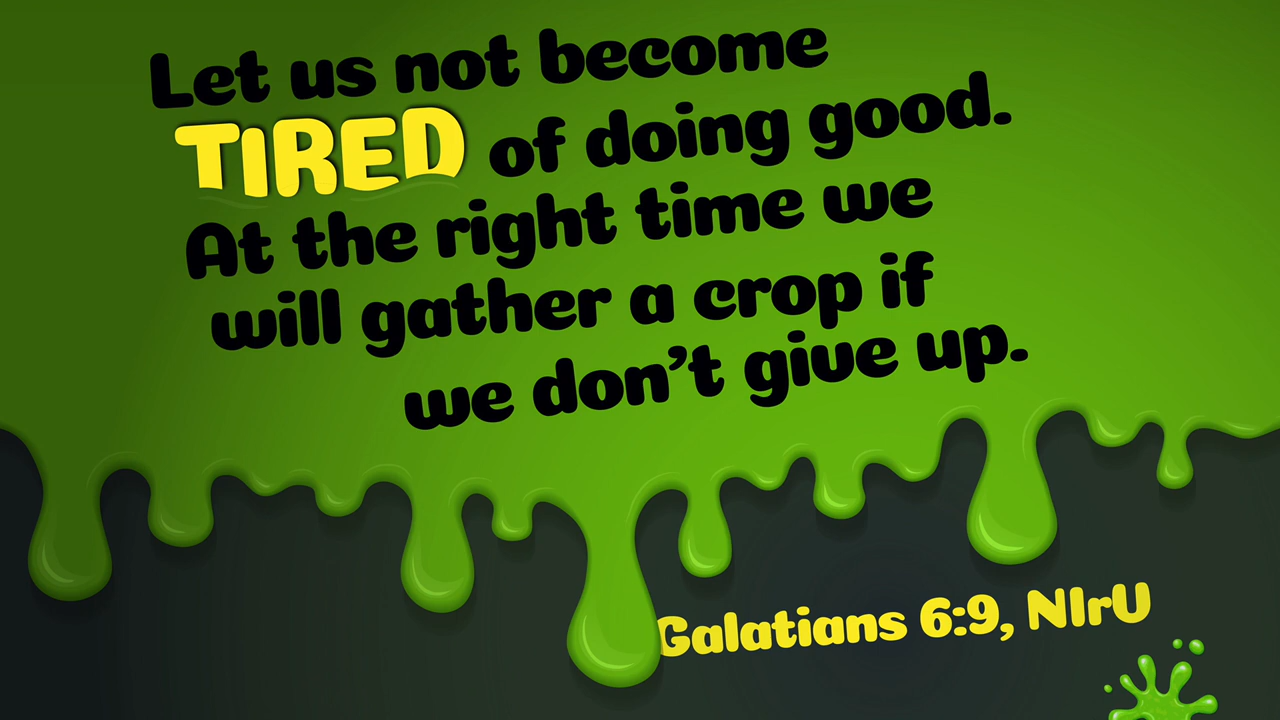 Let us not become
TIRED of doing good.
At the right time we
will gather a crop if
we don't give up.
Galatians 6:9, NIrU